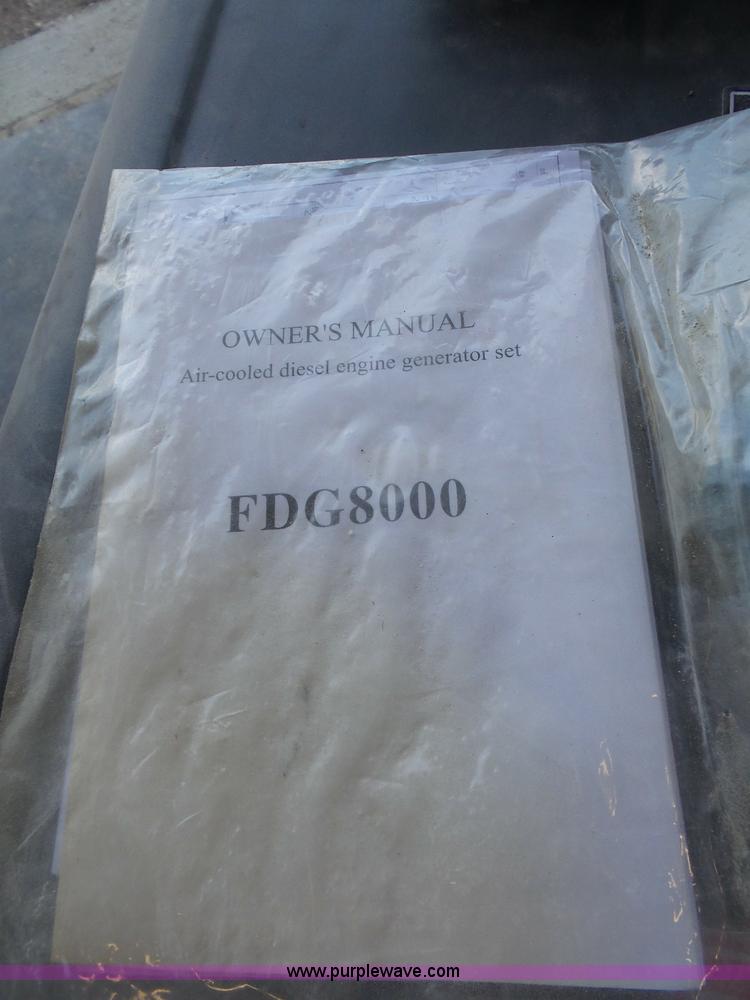 OWNER'S MANUAL
Air-cooled diesel engine generator set
FDG8000
www.purplewave.com